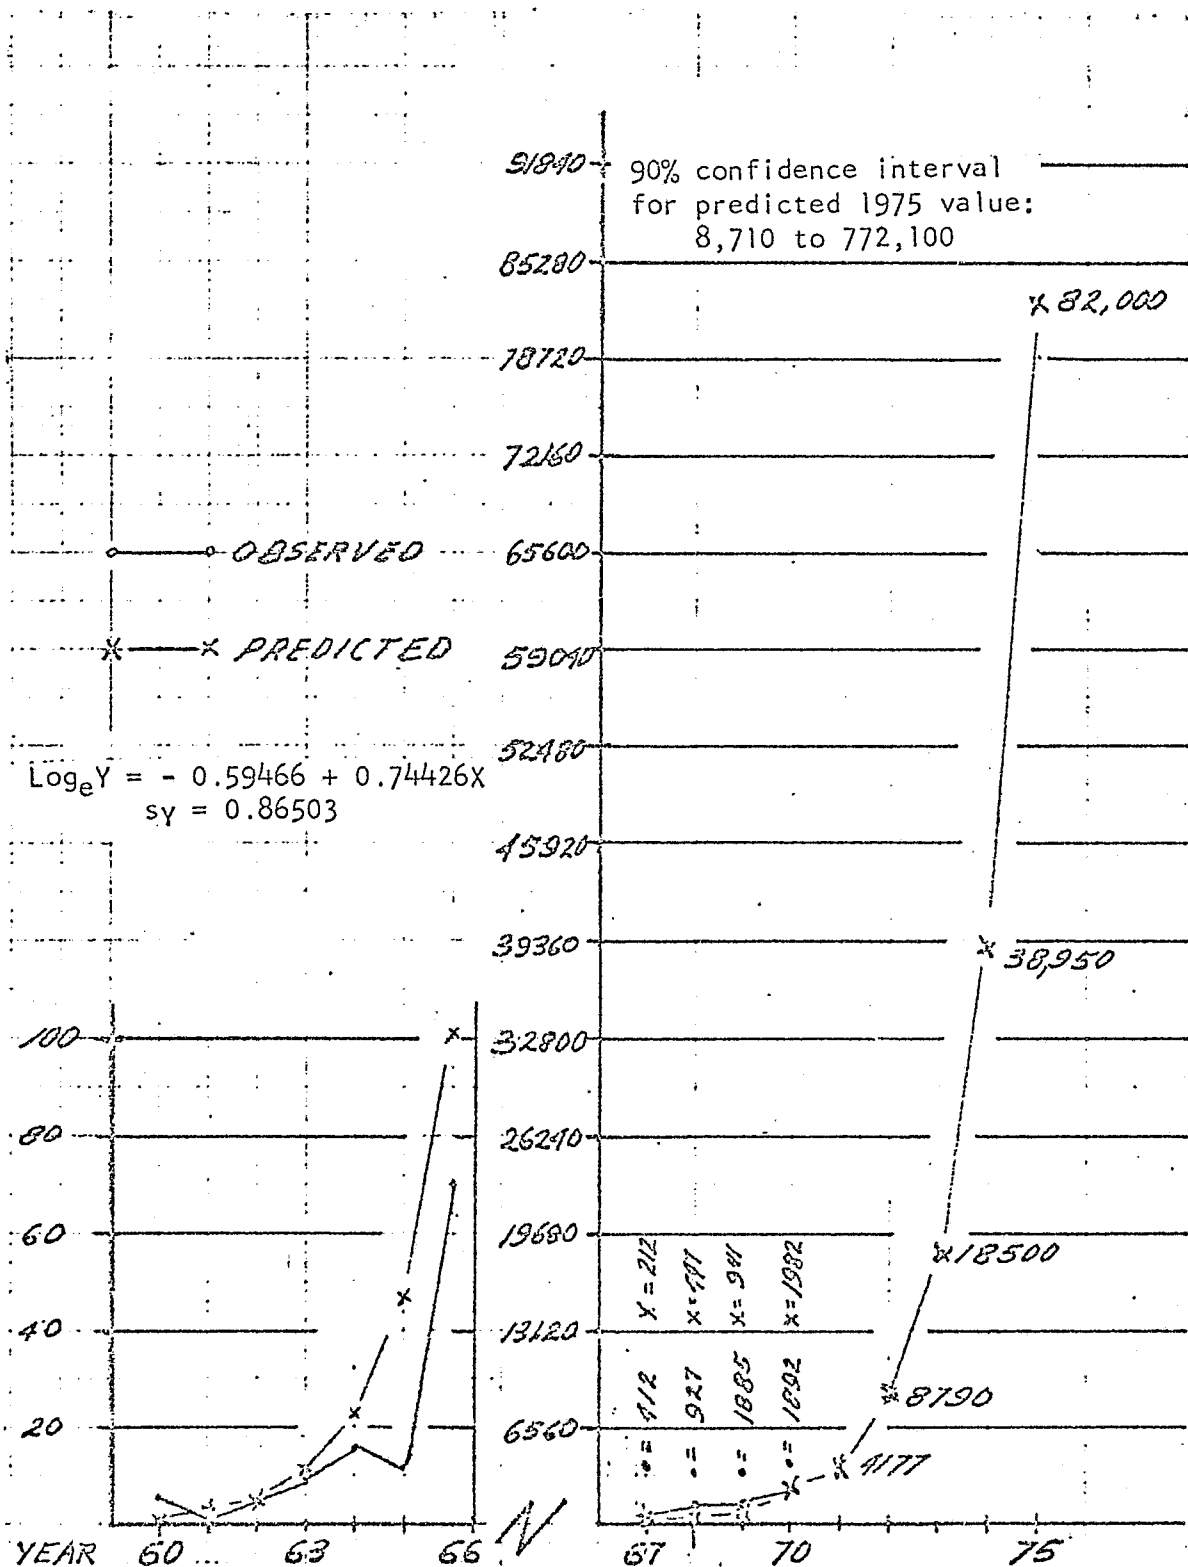 91840
90% confidence interval
for predicted 1975 value:
8,710 to 772,100
85280
x 82,000
78720
72160
OBSERVED
65600
PREDICTED
59040
52480
LogeY = - 0.59466 + 0.74426X
sY = 0.86503
45920
39360
38,950
100
32800
80
26240
60
19680
18500
40
13120
X = 212
X = 447
X = 941
X = 1982
• = 412
• = 927
• = 1885
• = 1892
20
6560
8790
4177
YEAR 60 ... 63 66 N 67 70 75